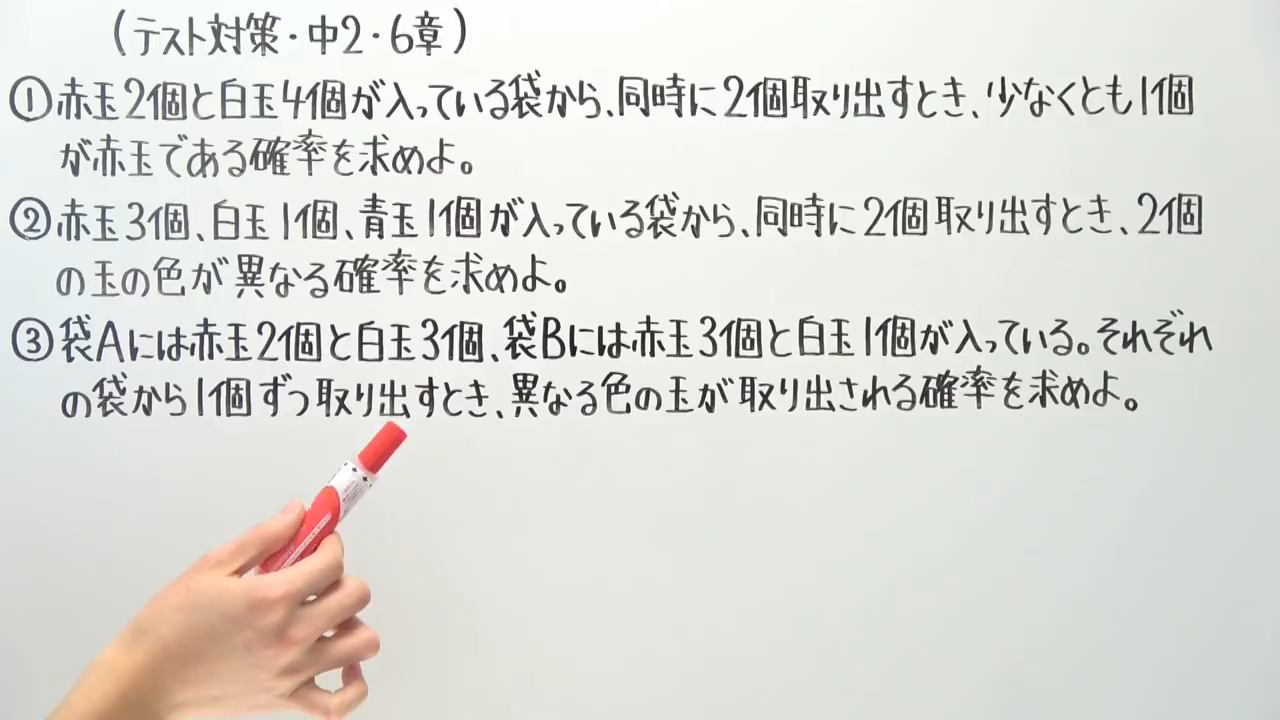 (テスト対策・中2・6章)
①赤玉2個と白玉4個が入っている袋から、同時に2個取り出すとき、少なくとも1個
が赤玉である確率を求めよ。
②赤玉3個、白玉1個、青玉1個が入っている袋から、同時に2個取り出すとき、2個
の玉の色が異なる確率を求めよ。
③袋Aには赤玉2個と白玉3個、袋Bには赤玉3個と白玉1個が入っている。それぞれ
の袋から1個ずつ取り出すとき、異なる色の玉が取り出される確率を求めよ。